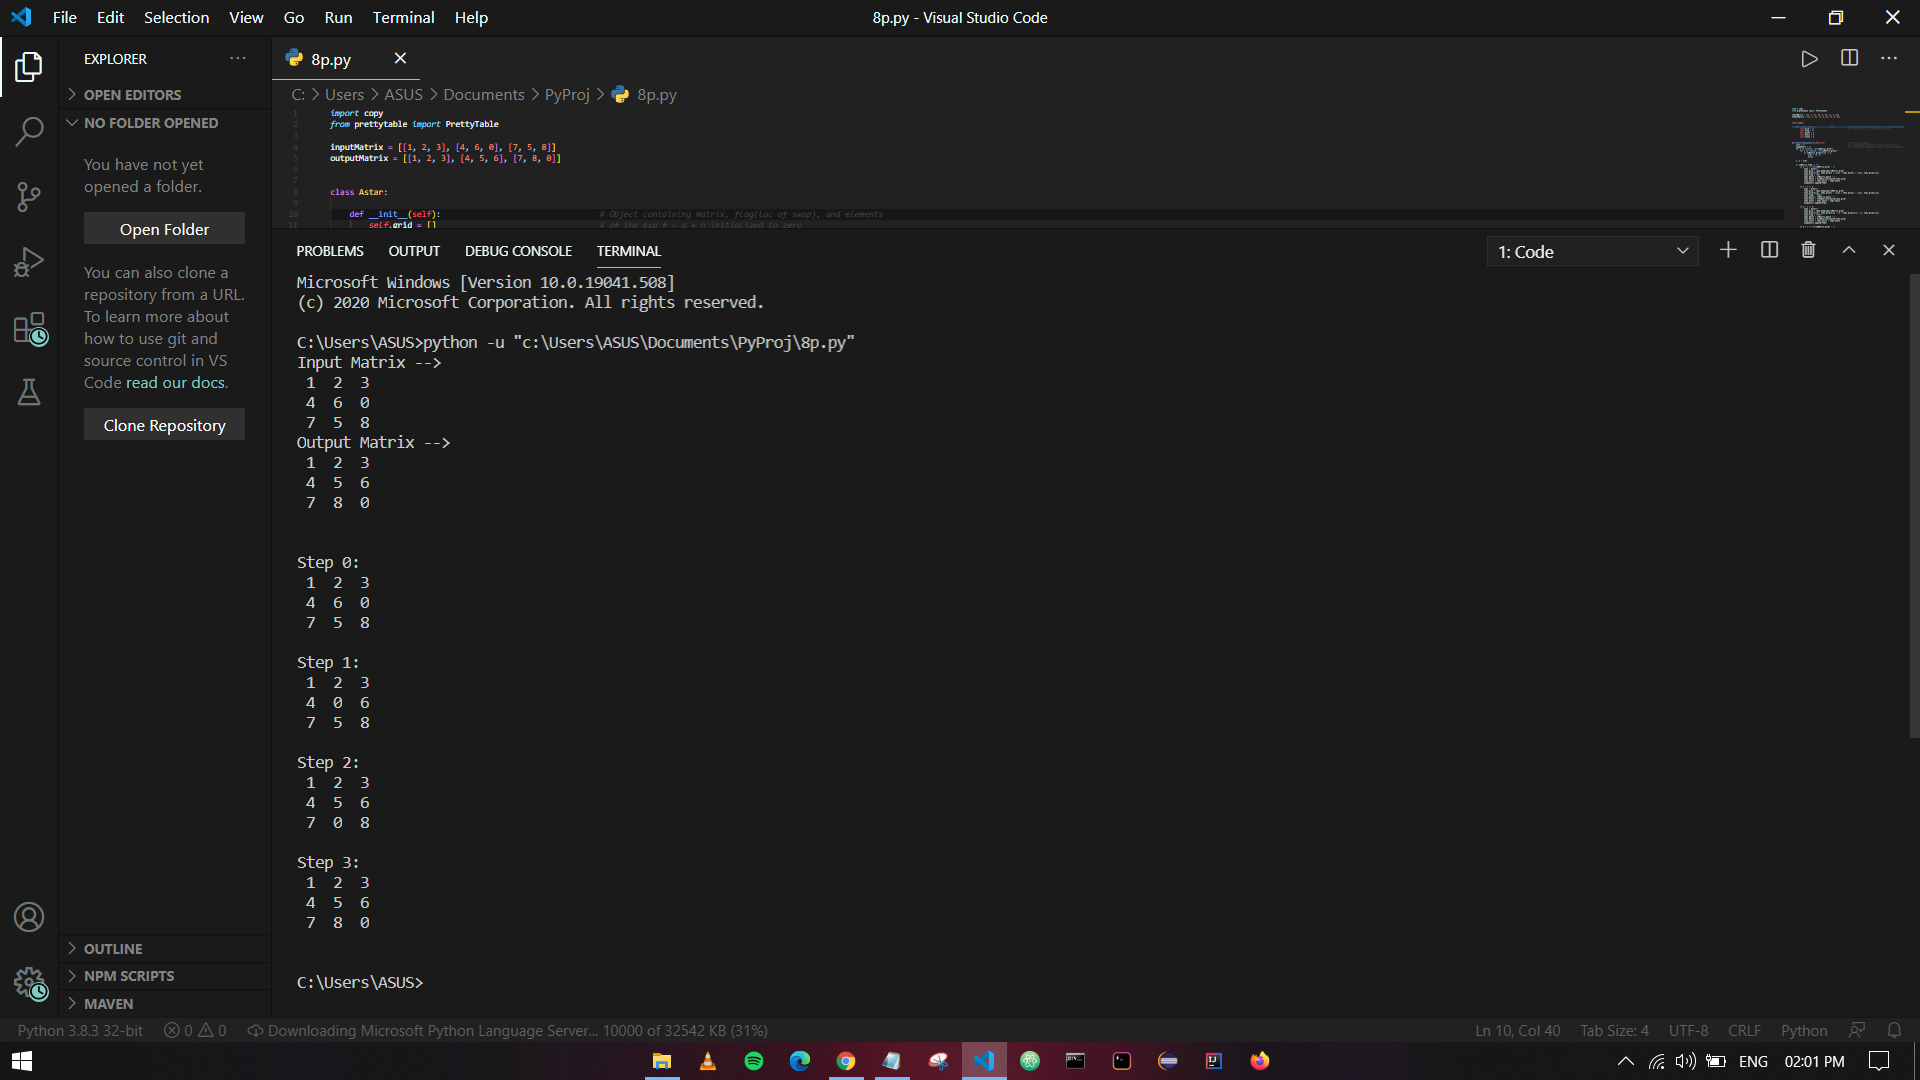 File Edit Selection View Go Run Terminal Help
8p.py - Visual Studio Code
EXPLORER
OPEN EDITORS
NO FOLDER OPENED
You have not yet
opened a folder.
Open Folder
You can also clone a
repository from a URL.
To learn more about
how to use git and
source control in VS
Code read our docs.
Clone Repository
OUTLINE
NPM SCRIPTS
MAVEN
8p.py
C: > Users > ASUS > Documents > PyProj > 8p.py
1 import copy
2 from prettytable import PrettyTable
3
4 inputMatrix = [[1, 2, 3], [4, 6, 0], [7, 5, 8]]
5 outputMatrix = [[1, 2, 3], [4, 5, 6], [7, 8, 0]]
6
7
8 class Astar:
9
10 def __init__(self): # Object containing matrix, flag(loc of swap), and elements
11 self.grid = [] # of the exp f = g + h initialized to zero
PROBLEMS OUTPUT DEBUG CONSOLE TERMINAL
1: Code
Microsoft Windows [Version 10.0.19041.508]
(c) 2020 Microsoft Corporation. All rights reserved.
C:\Users\ASUS>python -u "c:\Users\ASUS\Documents\PyProj\8p.py"
Input Matrix -->
1 2 3
4 6 0
7 5 8
Output Matrix -->
1 2 3
4 5 6
7 8 0
Step 0:
1 2 3
4 6 0
7 5 8
Step 1:
1 2 3
4 0 6
7 5 8
Step 2:
1 2 3
4 5 6
7 0 8
Step 3:
1 2 3
4 5 6
7 8 0
C:\Users\ASUS>
Python 3.8.3 32-bit 0 0 Downloading Microsoft Python Language Server... 10000 of 32542 KB (31%)
Ln 10, Col 40 Tab Size: 4 UTF-8 CRLF Python
ENG 02:01 PM